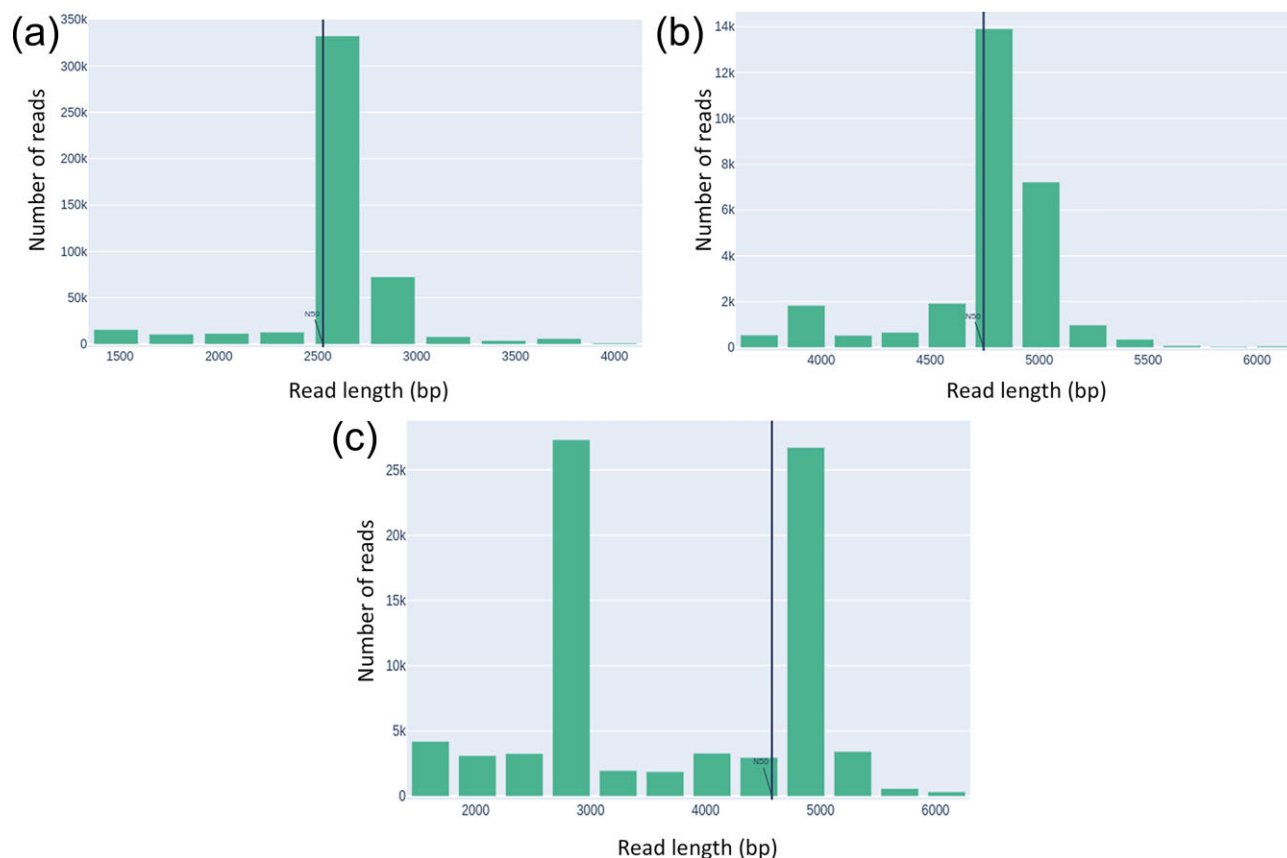 (a)
Number of reads
350k
300k
250k
200k
150k
100k
50k
0
N50
1500 2000 2500 3000 3500 4000
Read length (bp)
(b)
Number of reads
14k
12k
10k
8k
6k
4k
2k
0
N50
4000 4500 5000 5500 6000
Read length (bp)
(c)
Number of reads
25k
20k
15k
10k
5k
0
N50
2000 3000 4000 5000 6000
Read length (bp)